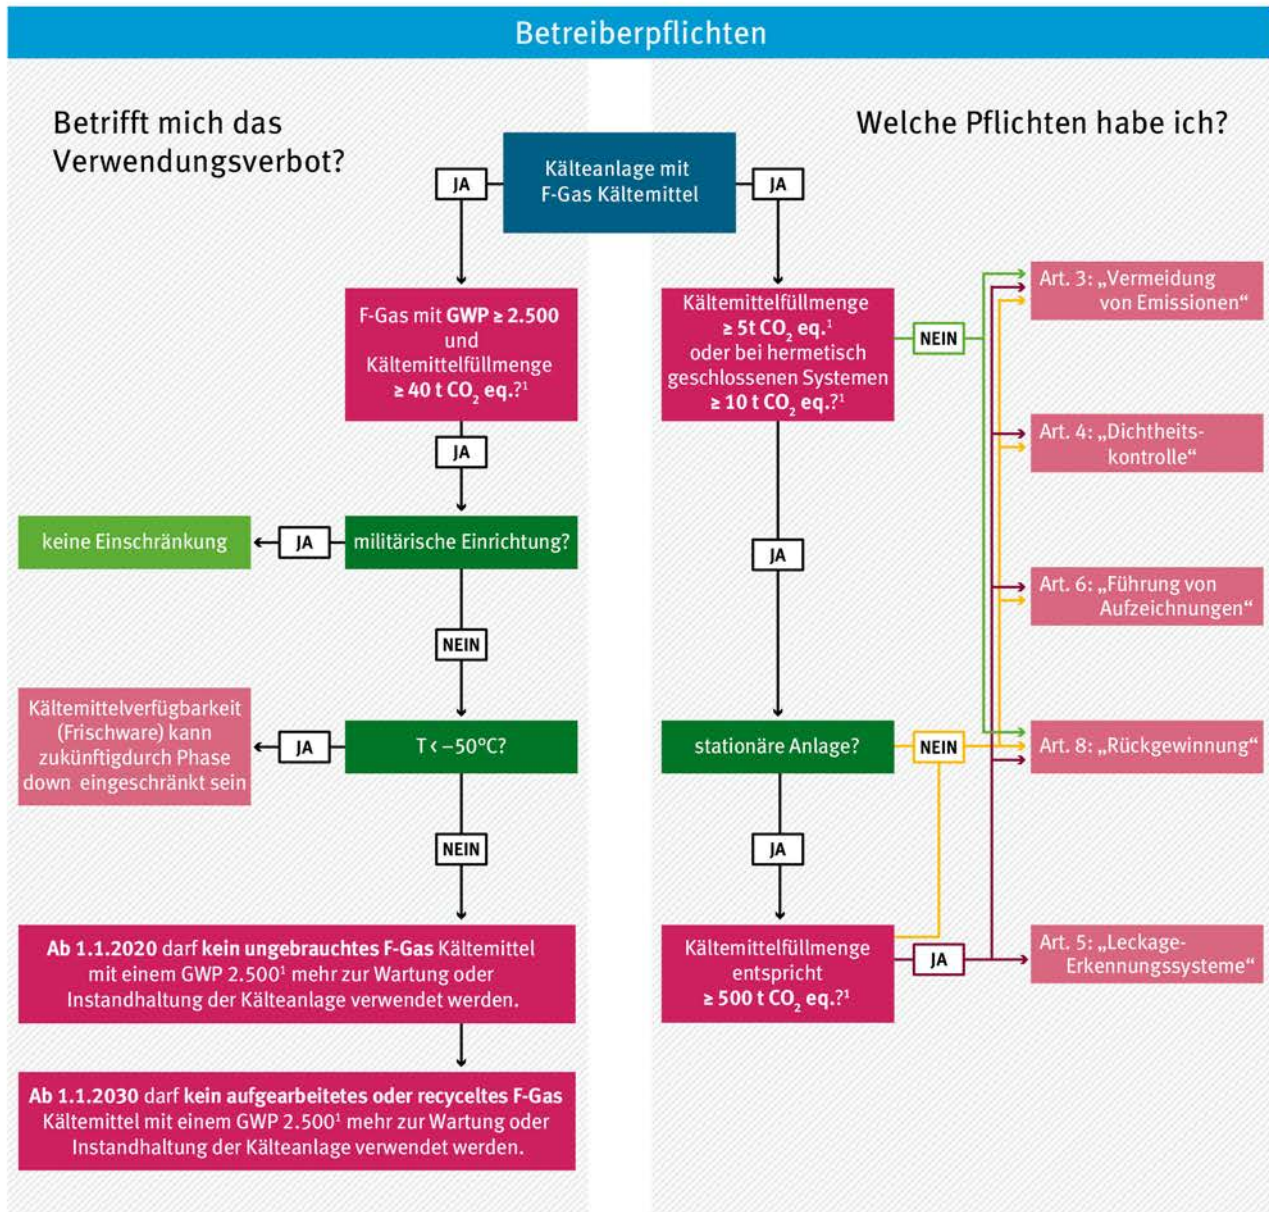 Betreiberpflichten
Betrifft mich das
Verwendungsverbot?
Welche Pflichten habe ich?
Kälteanlage mit
F-Gas Kältemittel
JA
JA
F-Gas mit GWP ≥ 2.500
und
Kältemittelfüllmenge
≥ 40 t CO₂ eq.?¹
JA
militärische Einrichtung?
JA
keine Einschränkung
NEIN
T < −50°C?
JA
Kältemittelverfügbarkeit
(Frischware) kann
zukünftigdurch Phase
down eingeschränkt sein
NEIN
Ab 1.1.2020 darf kein ungebrauchtes F-Gas Kältemittel
mit einem GWP 2.500¹ mehr zur Wartung oder
Instandhaltung der Kälteanlage verwendet werden.
Ab 1.1.2030 darf kein aufgearbeitetes oder recyceltes F-Gas
Kältemittel mit einem GWP 2.500¹ mehr zur Wartung oder
Instandhaltung der Kälteanlage verwendet werden.
Kältemittelfüllmenge
≥ 5t CO₂ eq.¹
oder bei hermetisch
geschlossenen Systemen
≥ 10 t CO₂ eq.?¹
NEIN
JA
stationäre Anlage?
NEIN
JA
Kältemittelfüllmenge
entspricht
≥ 500 t CO₂ eq.?¹
JA
Art. 3: „Vermeidung
von Emissionen“
Art. 4: „Dichtheits-
kontrolle“
Art. 6: „Führung von
Aufzeichnungen“
Art. 8: „Rückgewinnung“
Art. 5: „Leckage-
Erkennungssysteme“